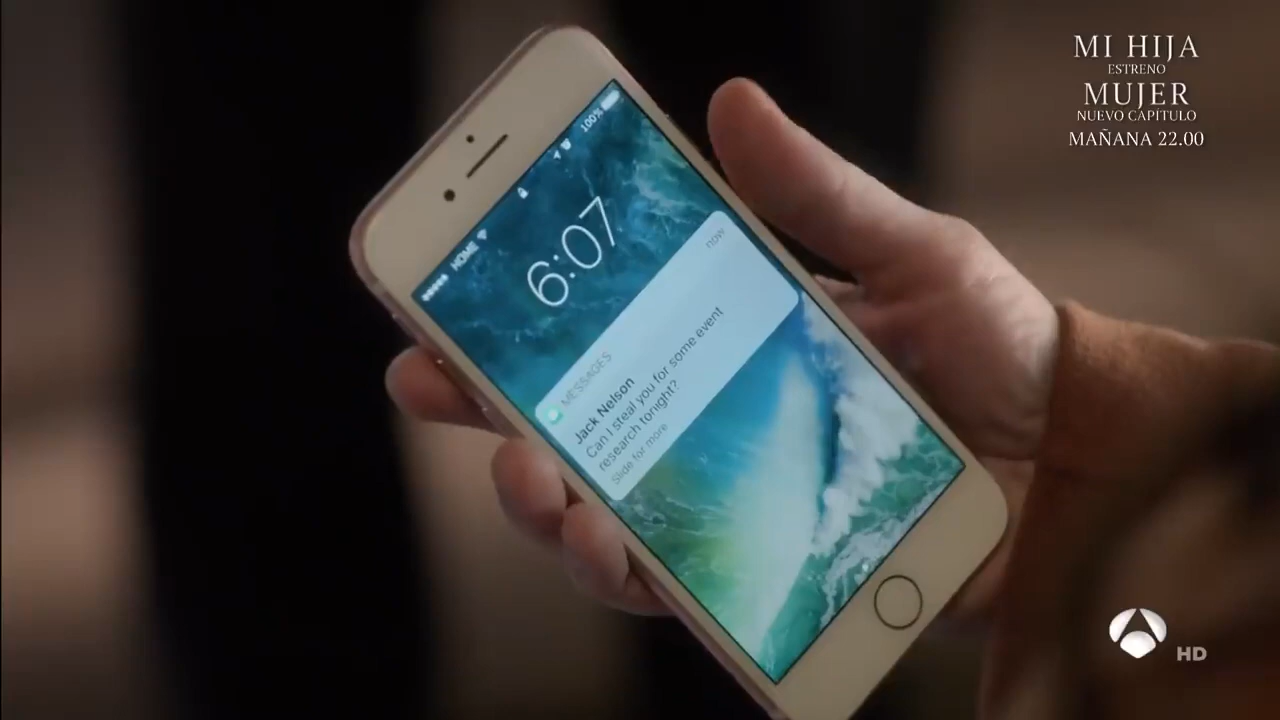 MI HIJA
ESTRENO
MUJER
NUEVO CAPÍTULO
MAÑANA 22.00
HOME
100%
6:07
MESSAGES
now
Jack Nelson
Can I steal you for some event
research tonight?
Slide for more
HD